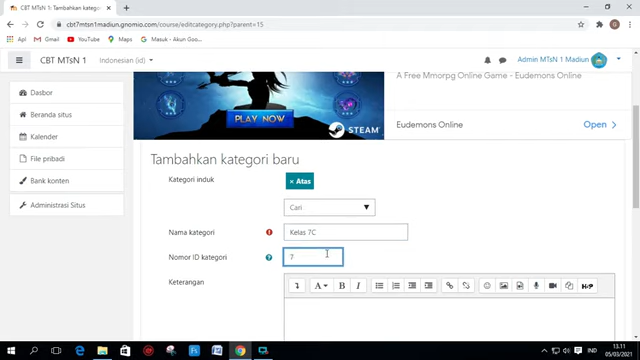 CBT MTsN 1: Tambahkan kategori
cbt7mtsn1madiun.gnomio.com/course/editcategory.php?parent=15
Apl
Gmail
YouTube
Maps
Masuk - Akun Google
CBT MTsN 1
Indonesian (id)
Admin MTSN 1 Madiun
Dasbor
Beranda situs
Kalender
File pribadi
Bank konten
Administrasi Situs
PLAY NOW
STEAM
A Free Mmorpg Online Game - Eudemons Online
Eudemons Online
Open
Tambahkan kategori baru
Kategori induk
× Atas
Cari
Nama kategori
Kelas 7C
Nomor ID kategori
7
Keterangan
A
B
I
H-P
IND
13.11
05/03/2021